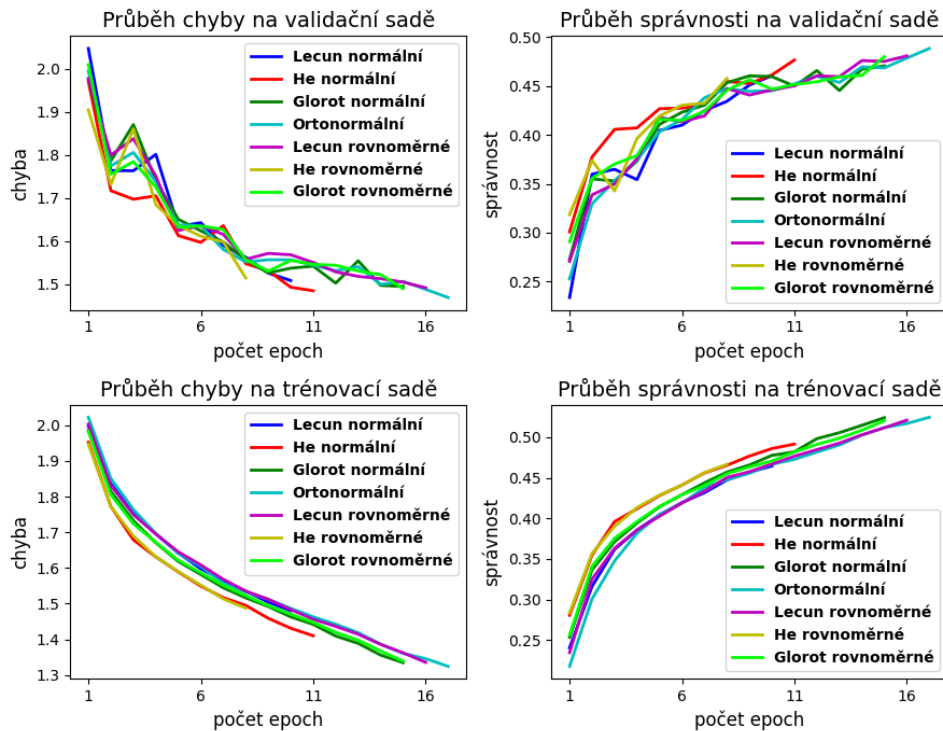 Průběh chyby na validační sadě
chyba
2.0
1.9
1.8
1.7
1.6
1.5
Lecun normální
He normální
Glorot normální
Ortonormální
Lecun rovnoměrné
He rovnoměrné
Glorot rovnoměrné
1 6 11 16
počet epoch
Průběh správnosti na validační sadě
správnost
0.50
0.45
0.40
0.35
0.30
0.25
Lecun normální
He normální
Glorot normální
Ortonormální
Lecun rovnoměrné
He rovnoměrné
Glorot rovnoměrné
1 6 11 16
počet epoch
Průběh chyby na trénovací sadě
chyba
2.0
1.9
1.8
1.7
1.6
1.5
1.4
1.3
Lecun normální
He normální
Glorot normální
Ortonormální
Lecun rovnoměrné
He rovnoměrné
Glorot rovnoměrné
1 6 11 16
počet epoch
Průběh správnosti na trénovací sadě
správnost
0.50
0.45
0.40
0.35
0.30
0.25
Lecun normální
He normální
Glorot normální
Ortonormální
Lecun rovnoměrné
He rovnoměrné
Glorot rovnoměrné
1 6 11 16
počet epoch